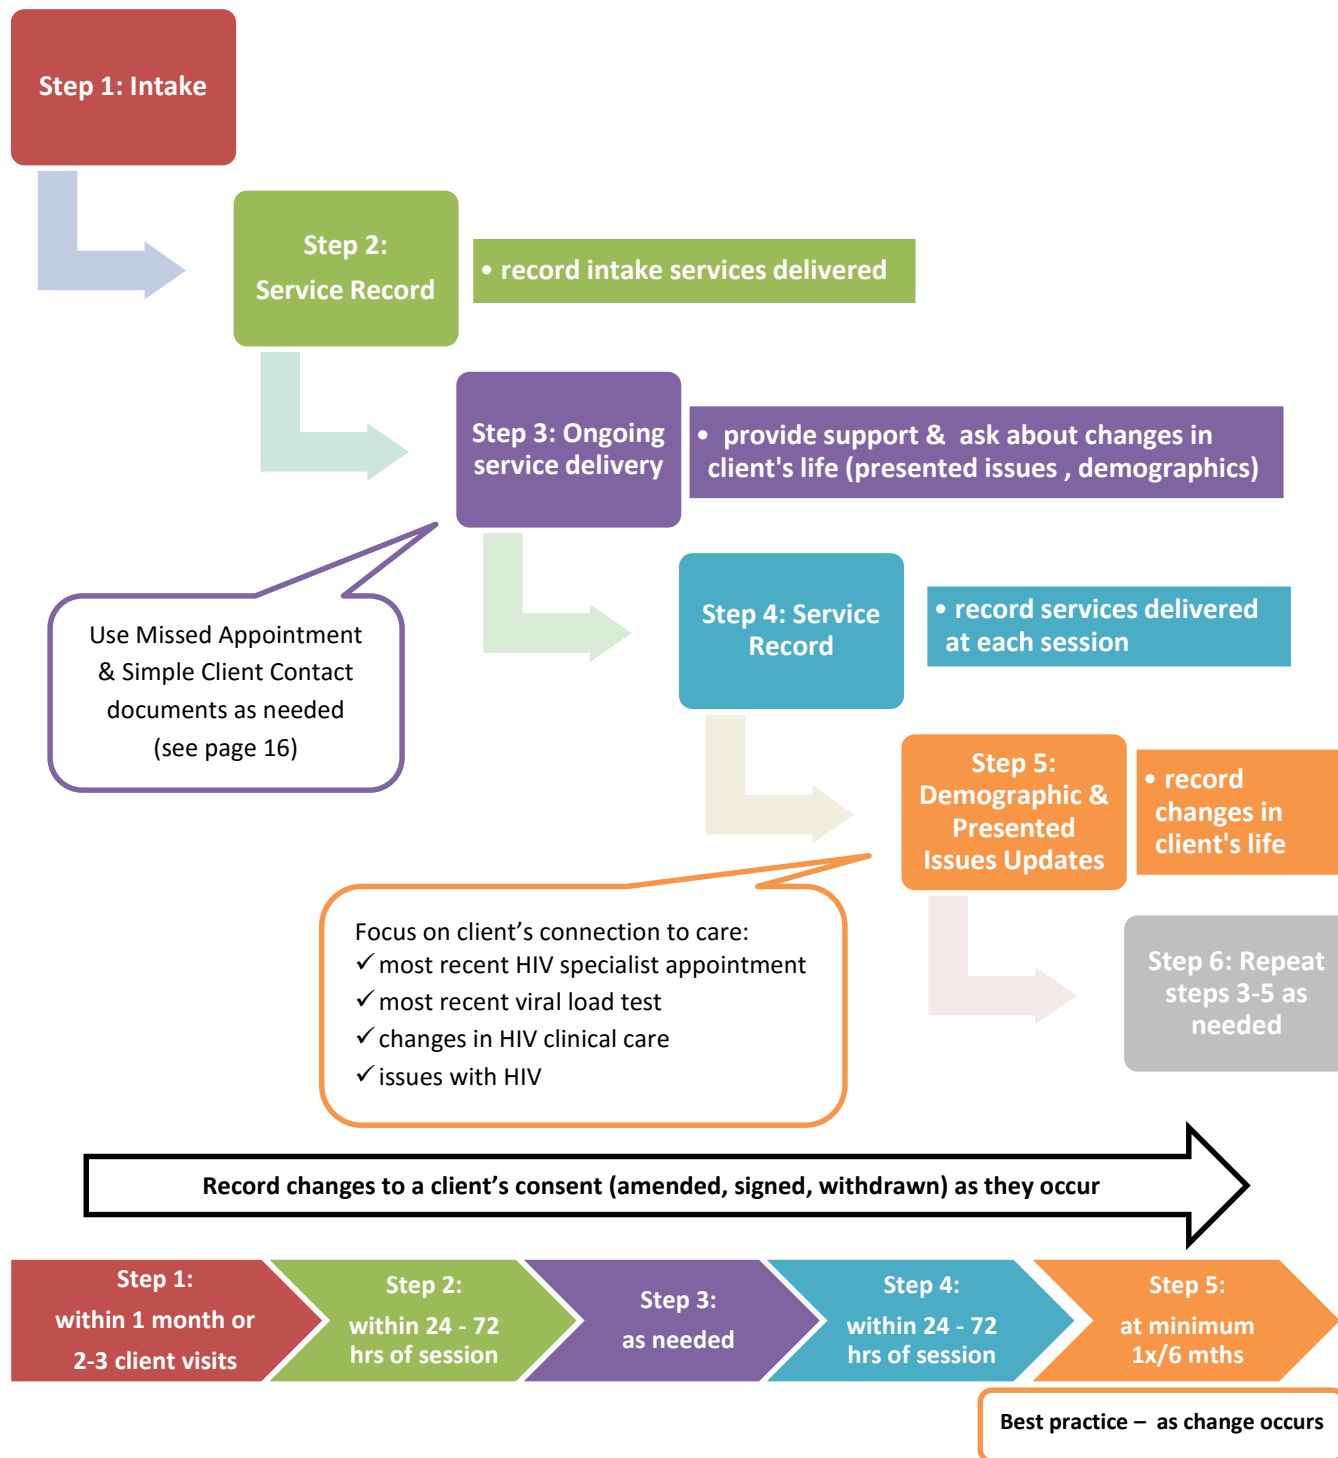 Step 1: Intake
Step 2:
Service Record
• record intake services delivered
Step 3: Ongoing
service delivery
• provide support & ask about changes in
client's life (presented issues , demographics)
Use Missed Appointment
& Simple Client Contact
documents as needed
(see page 16)
Step 4: Service
Record
• record services delivered
at each session
Step 5:
Demographic &
Presented
Issues Updates
• record
changes in
client's life
Focus on client’s connection to care:
✓ most recent HIV specialist appointment
✓ most recent viral load test
✓ changes in HIV clinical care
✓ issues with HIV
Step 6: Repeat
steps 3-5 as
needed
Record changes to a client’s consent (amended, signed, withdrawn) as they occur
Step 1:
within 1 month or
2-3 client visits
Step 2:
within 24 - 72
hrs of session
Step 3:
as needed
Step 4:
within 24 - 72
hrs of session
Step 5:
at minimum
1x/6 mths
Best practice – as change occurs